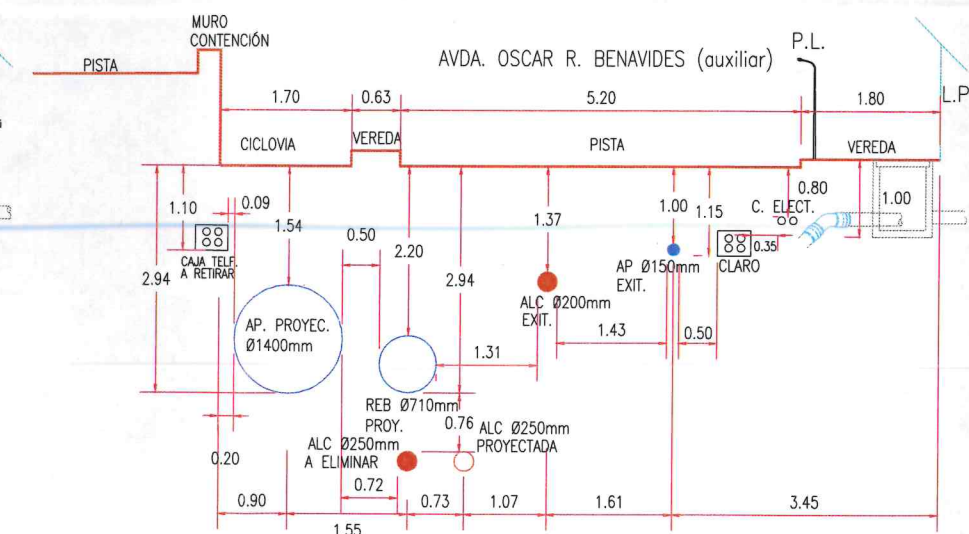 MURO
CONTENCIÓN
PISTA
AVDA. OSCAR R. BENAVIDES (auxiliar)
P.L.
L.P
1.70
0.63
5.20
1.80
CICLOVIA
VEREDA
PISTA
VEREDA
1.10
0.09
1.54
0.50
2.20
2.94
2.94
1.37
1.00
1.15
0.80
C. ELECT.
1.00
0.35
CAJA TELF.
A RETIRAR
AP. PROYEC.
Ø1400mm
ALC Ø200mm
EXIT.
AP Ø150mm
EXIT.
CLARO
1.31
1.43
0.50
REB Ø710mm
PROY.
0.76
ALC Ø250mm
PROYECTADA
ALC Ø250mm
A ELIMINAR
0.20
0.72
0.90
1.55
0.73
1.07
1.61
3.45